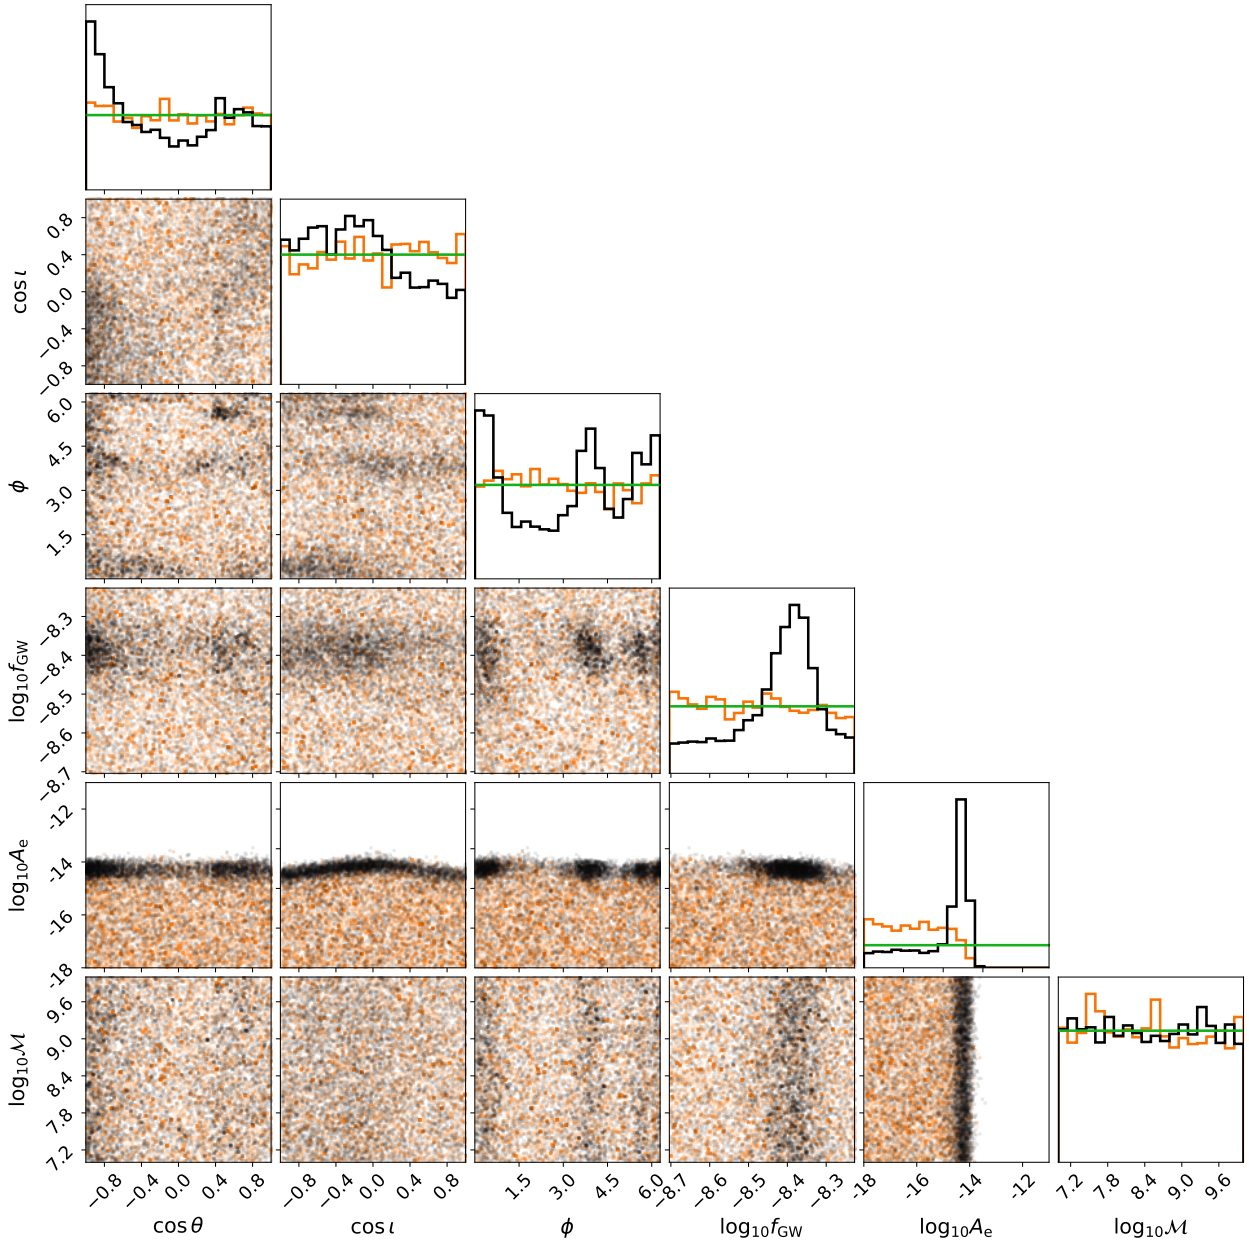 cos ι
0.8
0.4
0.0
−0.4
−0.8
ϕ
6.0
4.5
3.0
1.5
log₁₀f_GW
−8.3
−8.4
−8.5
−8.6
−8.7
log₁₀A_e
-12
-14
-16
-18
log₁₀ℳ
9.6
9.0
8.4
7.8
7.2
−0.8 −0.4 0.0 0.4 0.8
−0.8 −0.4 0.0 0.4 0.8
1.5 3.0 4.5 6.0
−8.7 −8.6 −8.5 −8.4 −8.3
-18 -16 -14 -12
7.2 7.8 8.4 9.0 9.6
cos θ cos ι ϕ log₁₀f_GW log₁₀A_e log₁₀ℳ